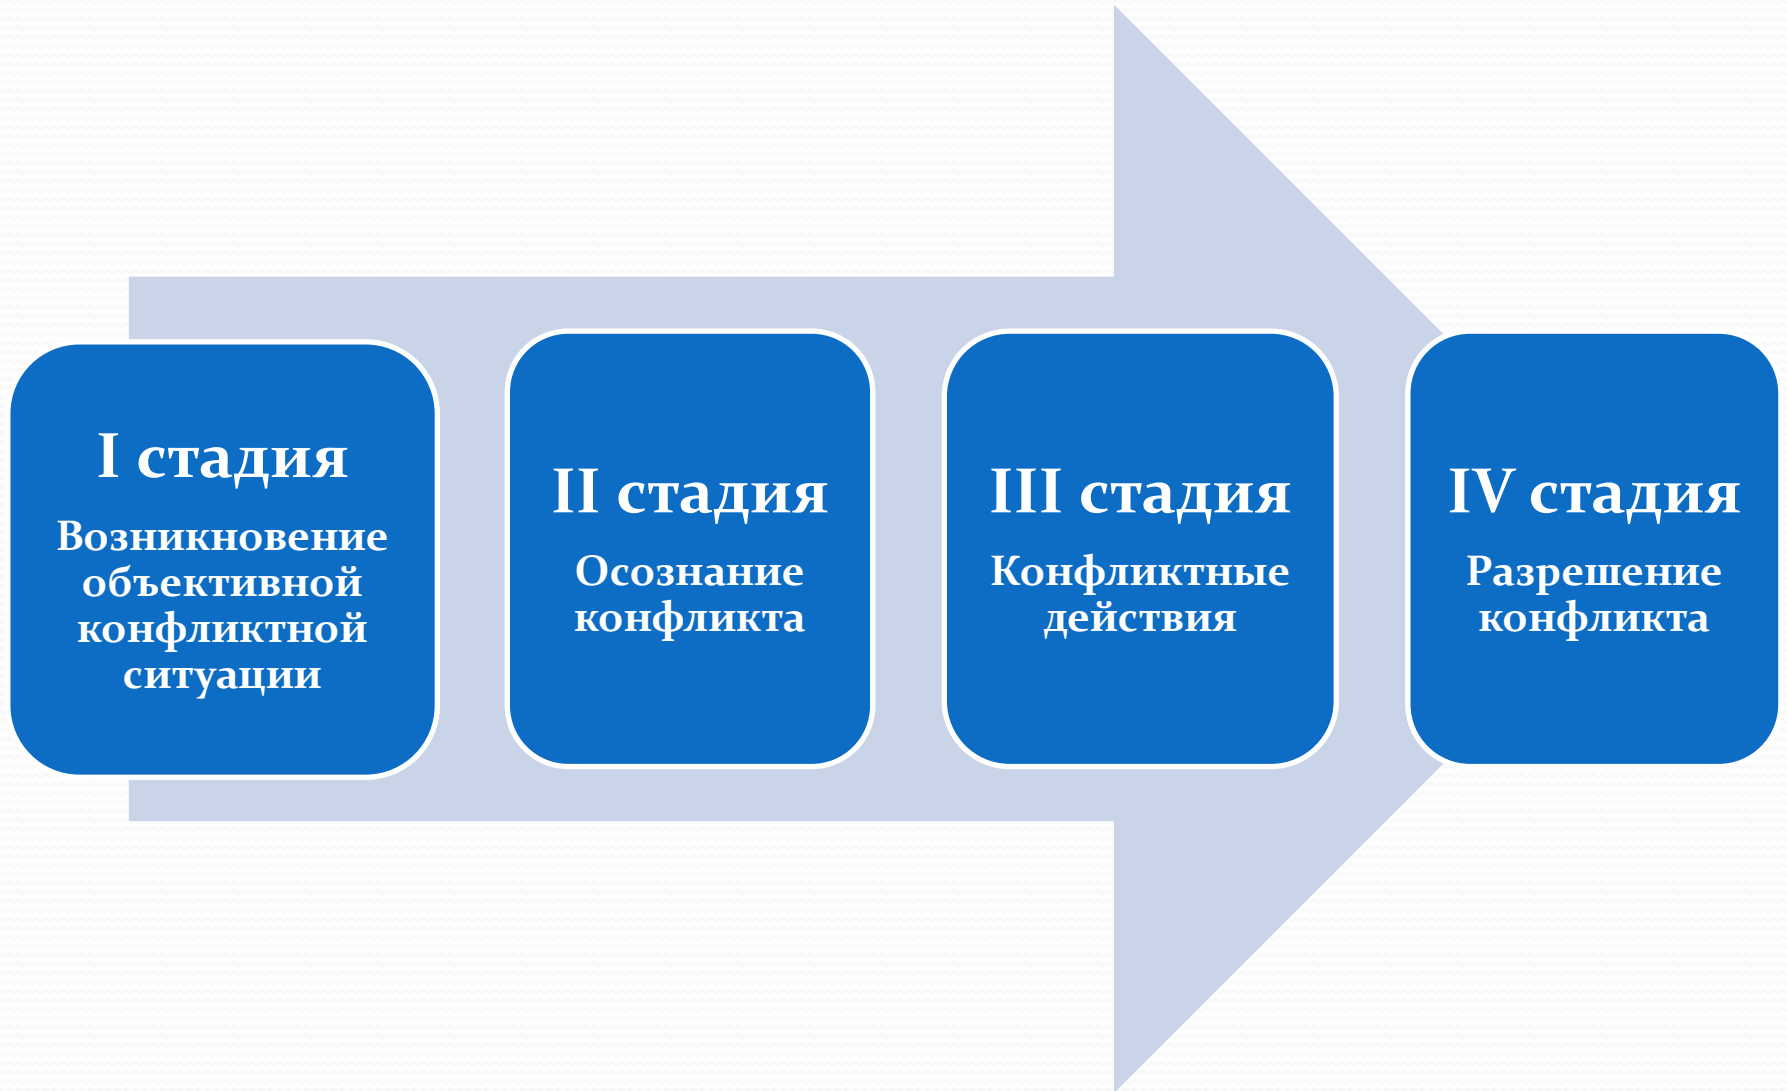 I стадия
Возникновение
объективной
конфликтной
ситуации
II стадия
Осознание
конфликта
III стадия
Конфликтные
действия
IV стадия
Разрешение
конфликта